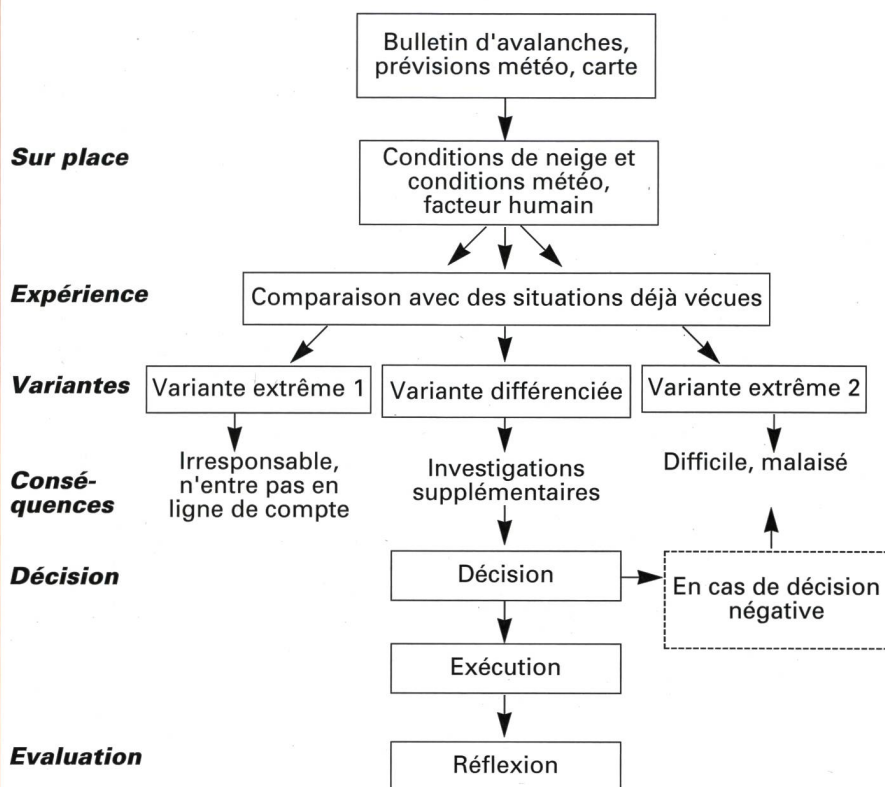 Bulletin d'avalanches,
prévisions météo, carte
Sur place
Conditions de neige et
conditions météo,
facteur humain
Expérience
Comparaison avec des situations déjà vécues
Variantes
Variante extrême 1
Variante différenciée
Variante extrême 2
Consé-
quences
Irresponsable,
n'entre pas en
ligne de compte
Investigations
supplémentaires
Difficile, malaisé
Décision
Décision
En cas de décision
négative
Exécution
Evaluation
Réflexion